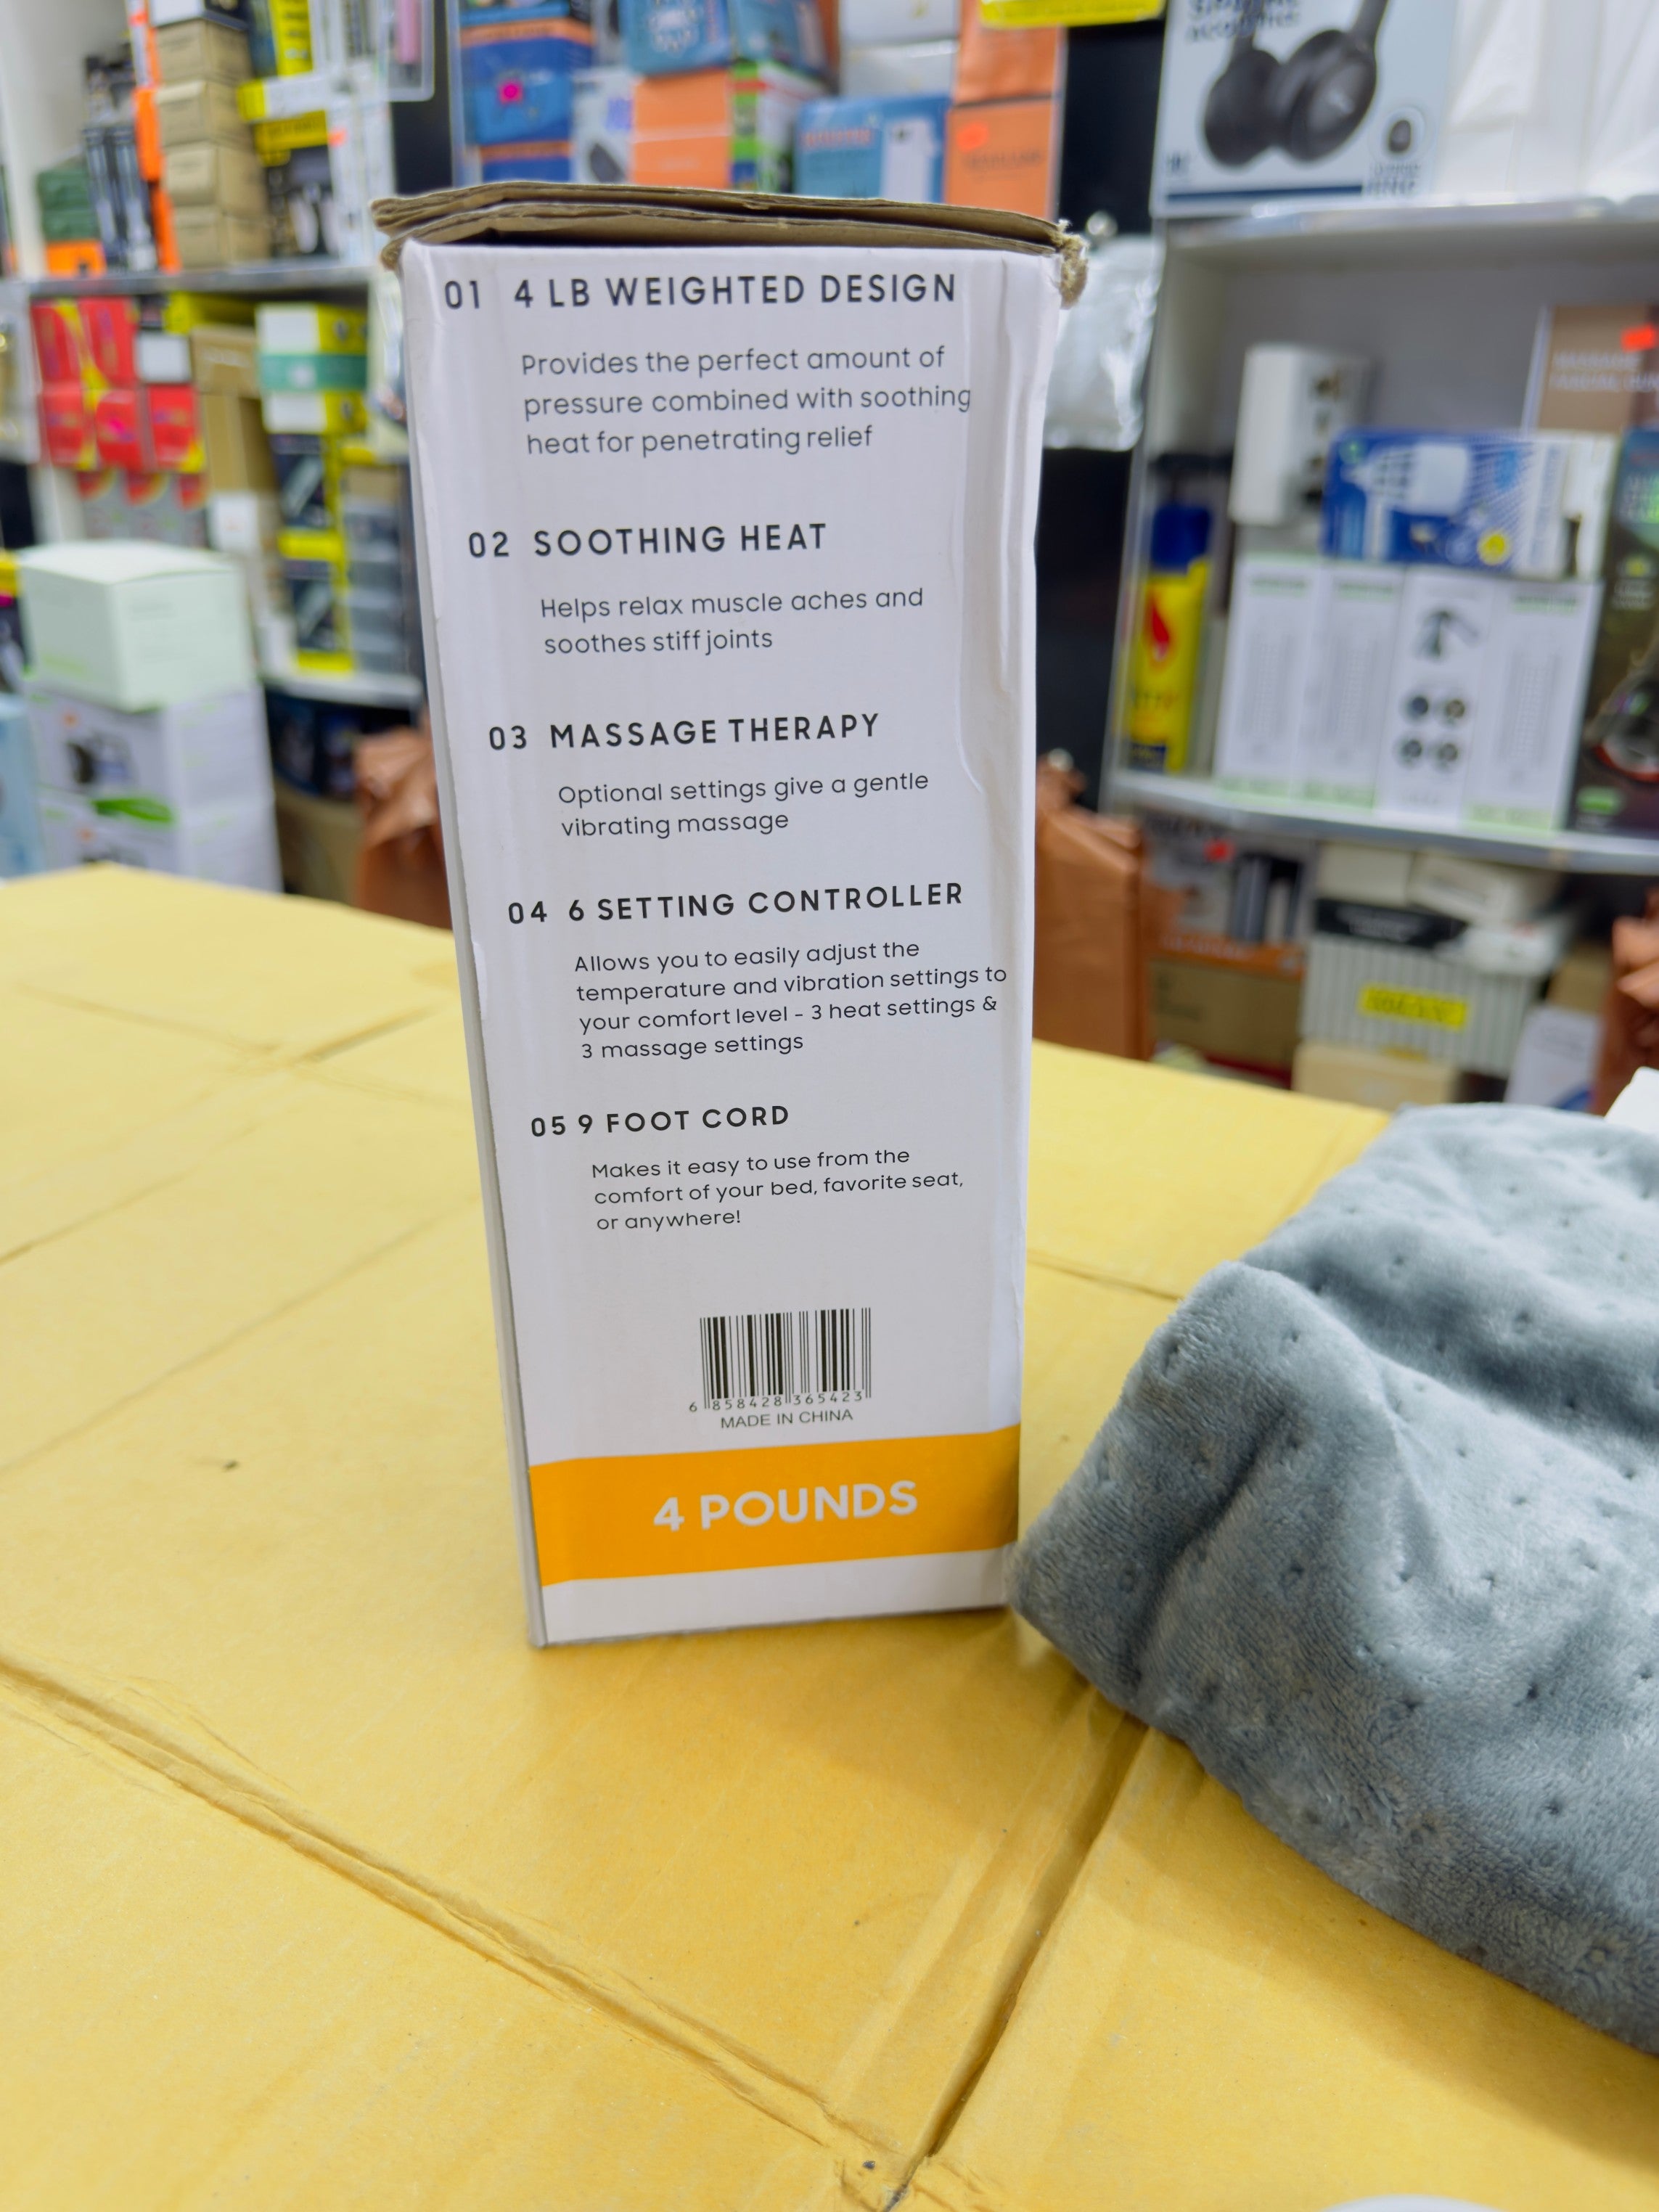 01 4 LB WEIGHTED DESIGN
Provides the perfect amount of
pressure combined with soothing
heat for penetrating relief
02 SOOTHING HEAT
Helps relax muscle aches and
soothes stiff joints
03 MASSAGE THERAPY
Optional settings give a gentle
vibrating massage
04 6 SETTING CONTROLLER
Allows you to easily adjust the
temperature and vibration settings to
your comfort level - 3 heat settings &
3 massage settings
05 9 FOOT CORD
Makes it easy to use from the
comfort of your bed, favorite seat,
or anywhere!
6 858428 365423
MADE IN CHINA
4 POUNDS